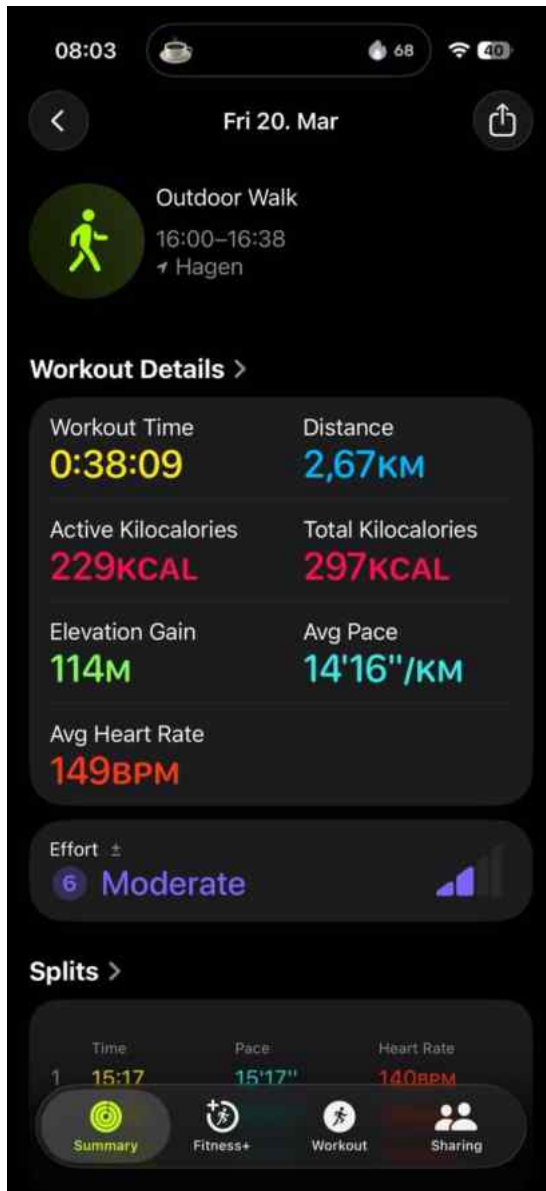 08:03
68
40
Fri 20. Mar
Outdoor Walk
16:00–16:38
Hagen
Workout Details >
Workout Time Distance
0:38:09 2,67KM
Active Kilocalories Total Kilocalories
229KCAL 297KCAL
Elevation Gain Avg Pace
114M 14'16"/KM
Avg Heart Rate
149BPM
Effort ±
6 Moderate
Splits >
Time Pace Heart Rate
1 15:17 15'17" 140BPM
Summary Fitness+ Workout Sharing